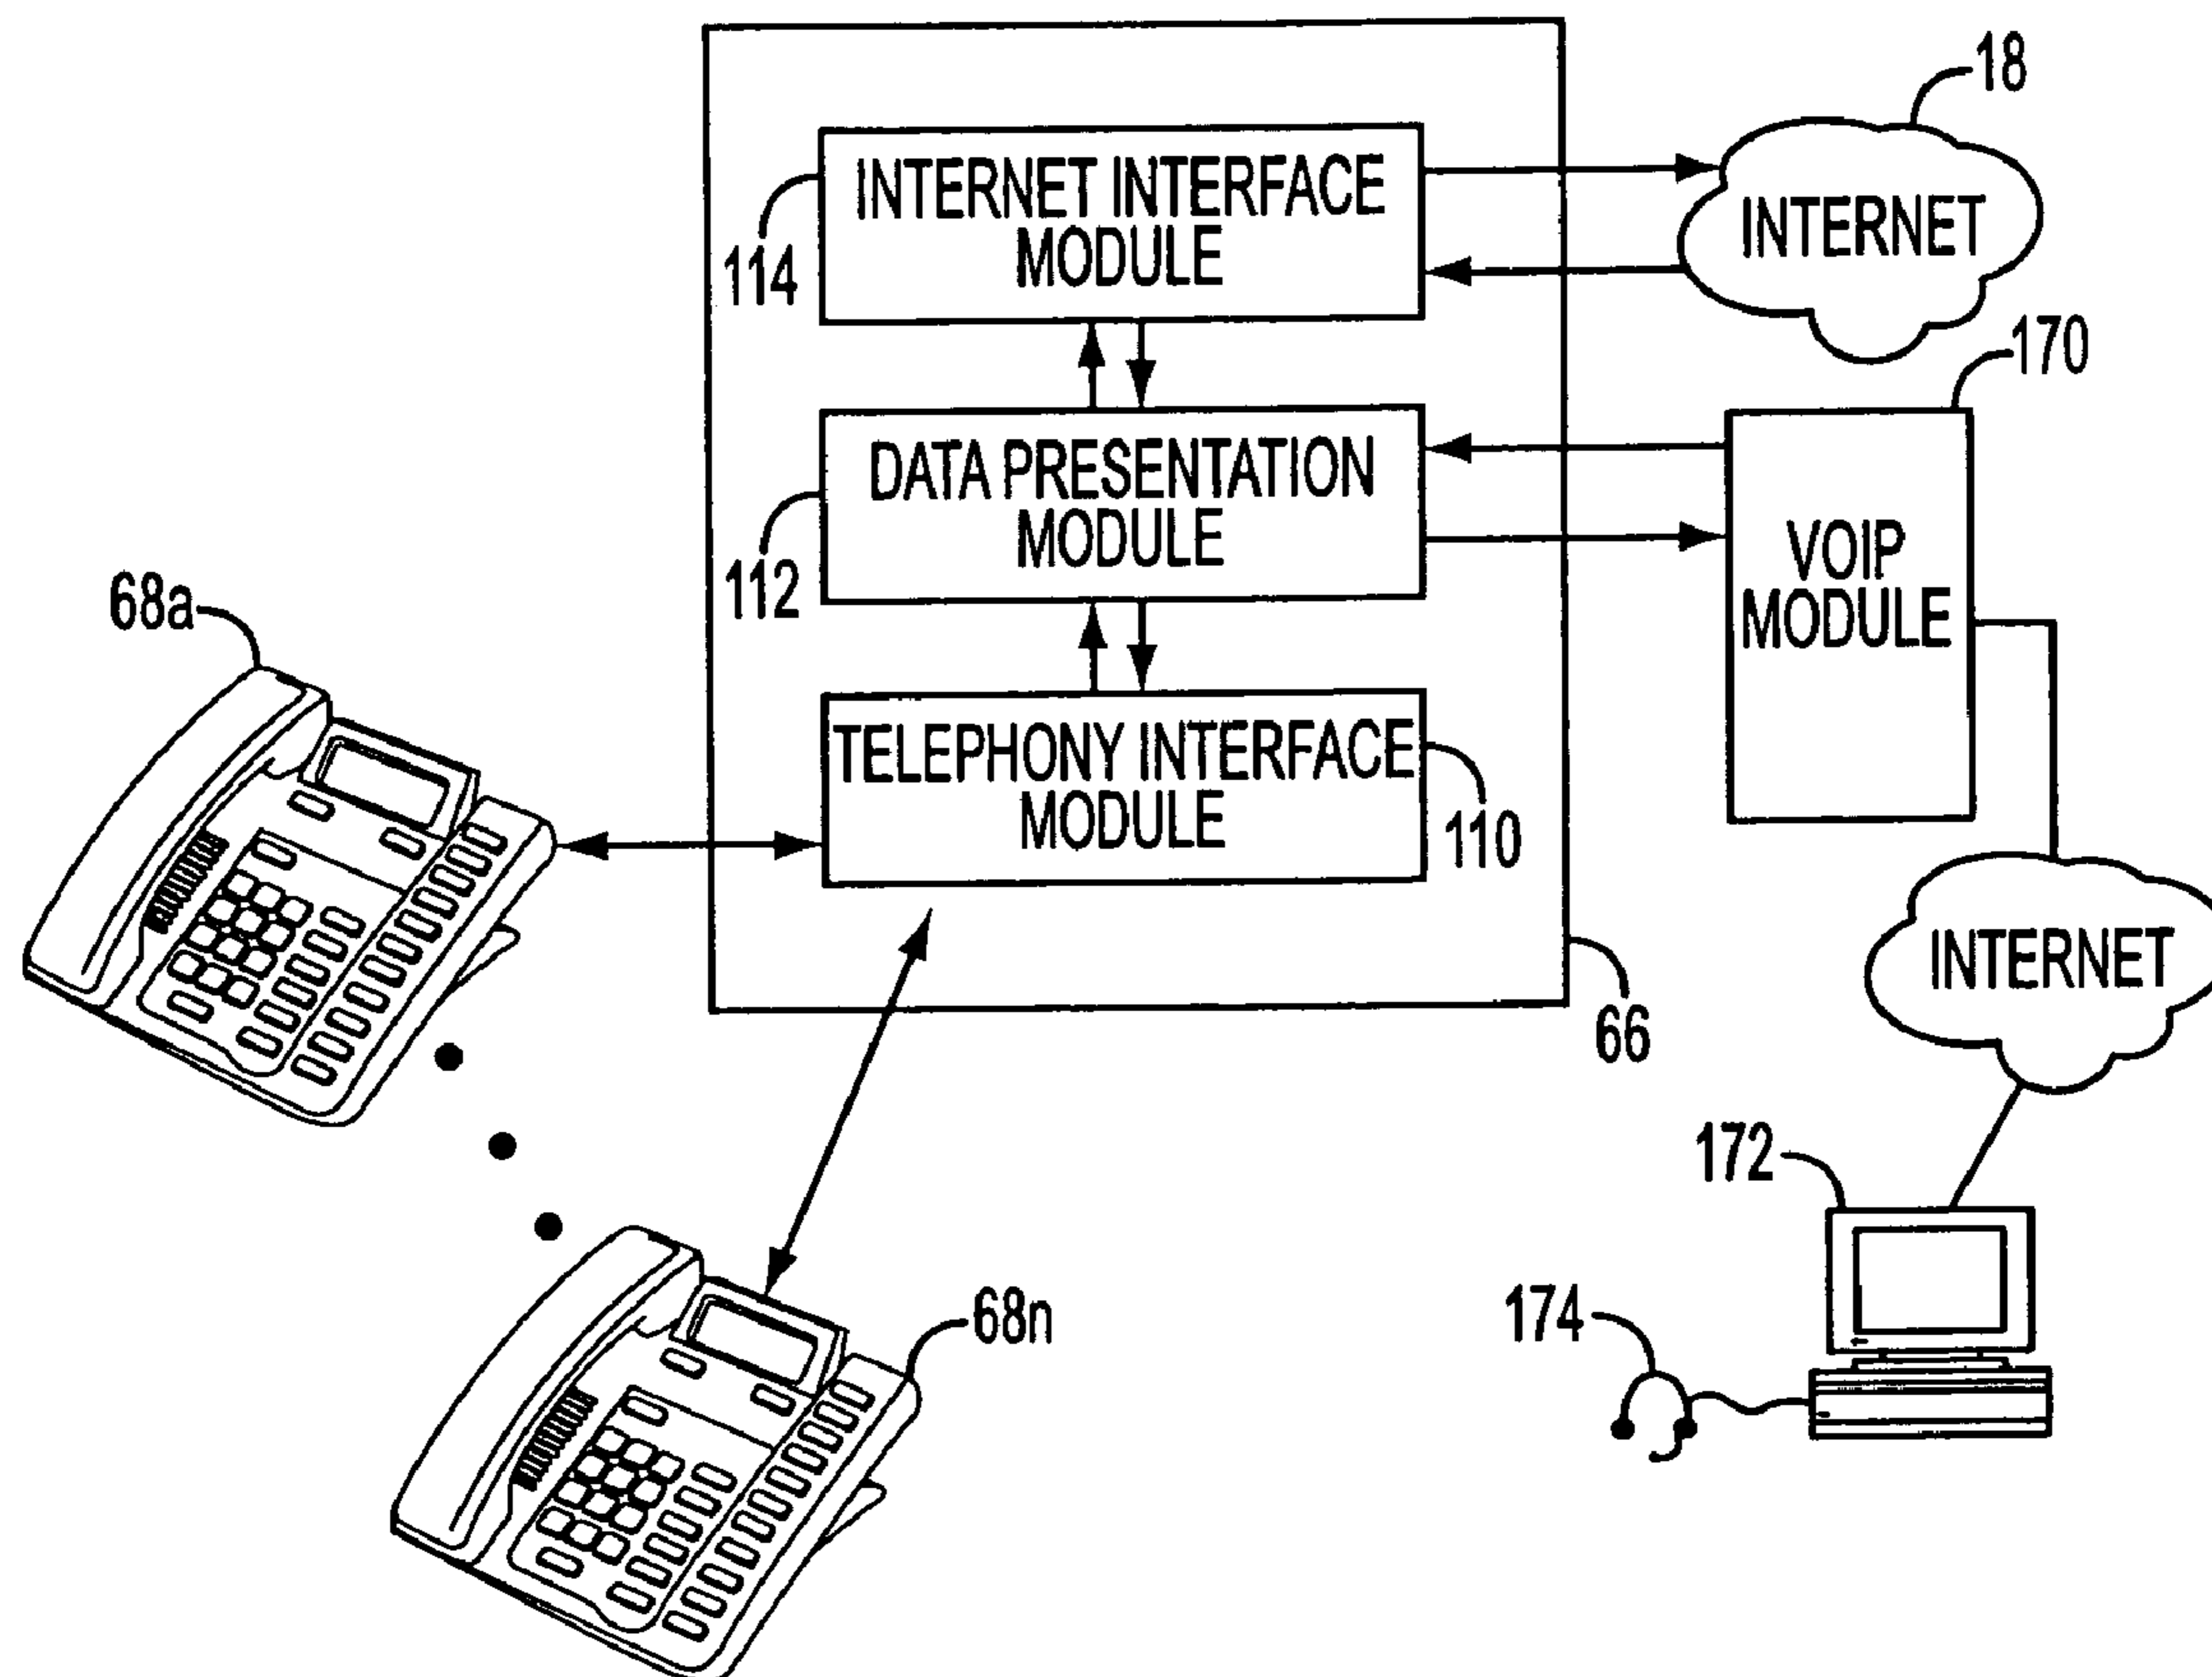 18
INTERNET INTERFACE
MODULE
114
INTERNET
170
DATA PRESENTATION
MODULE
112
VOIP
MODULE
68a
TELEPHONY INTERFACE
MODULE
110
INTERNET
66
172
174
68n